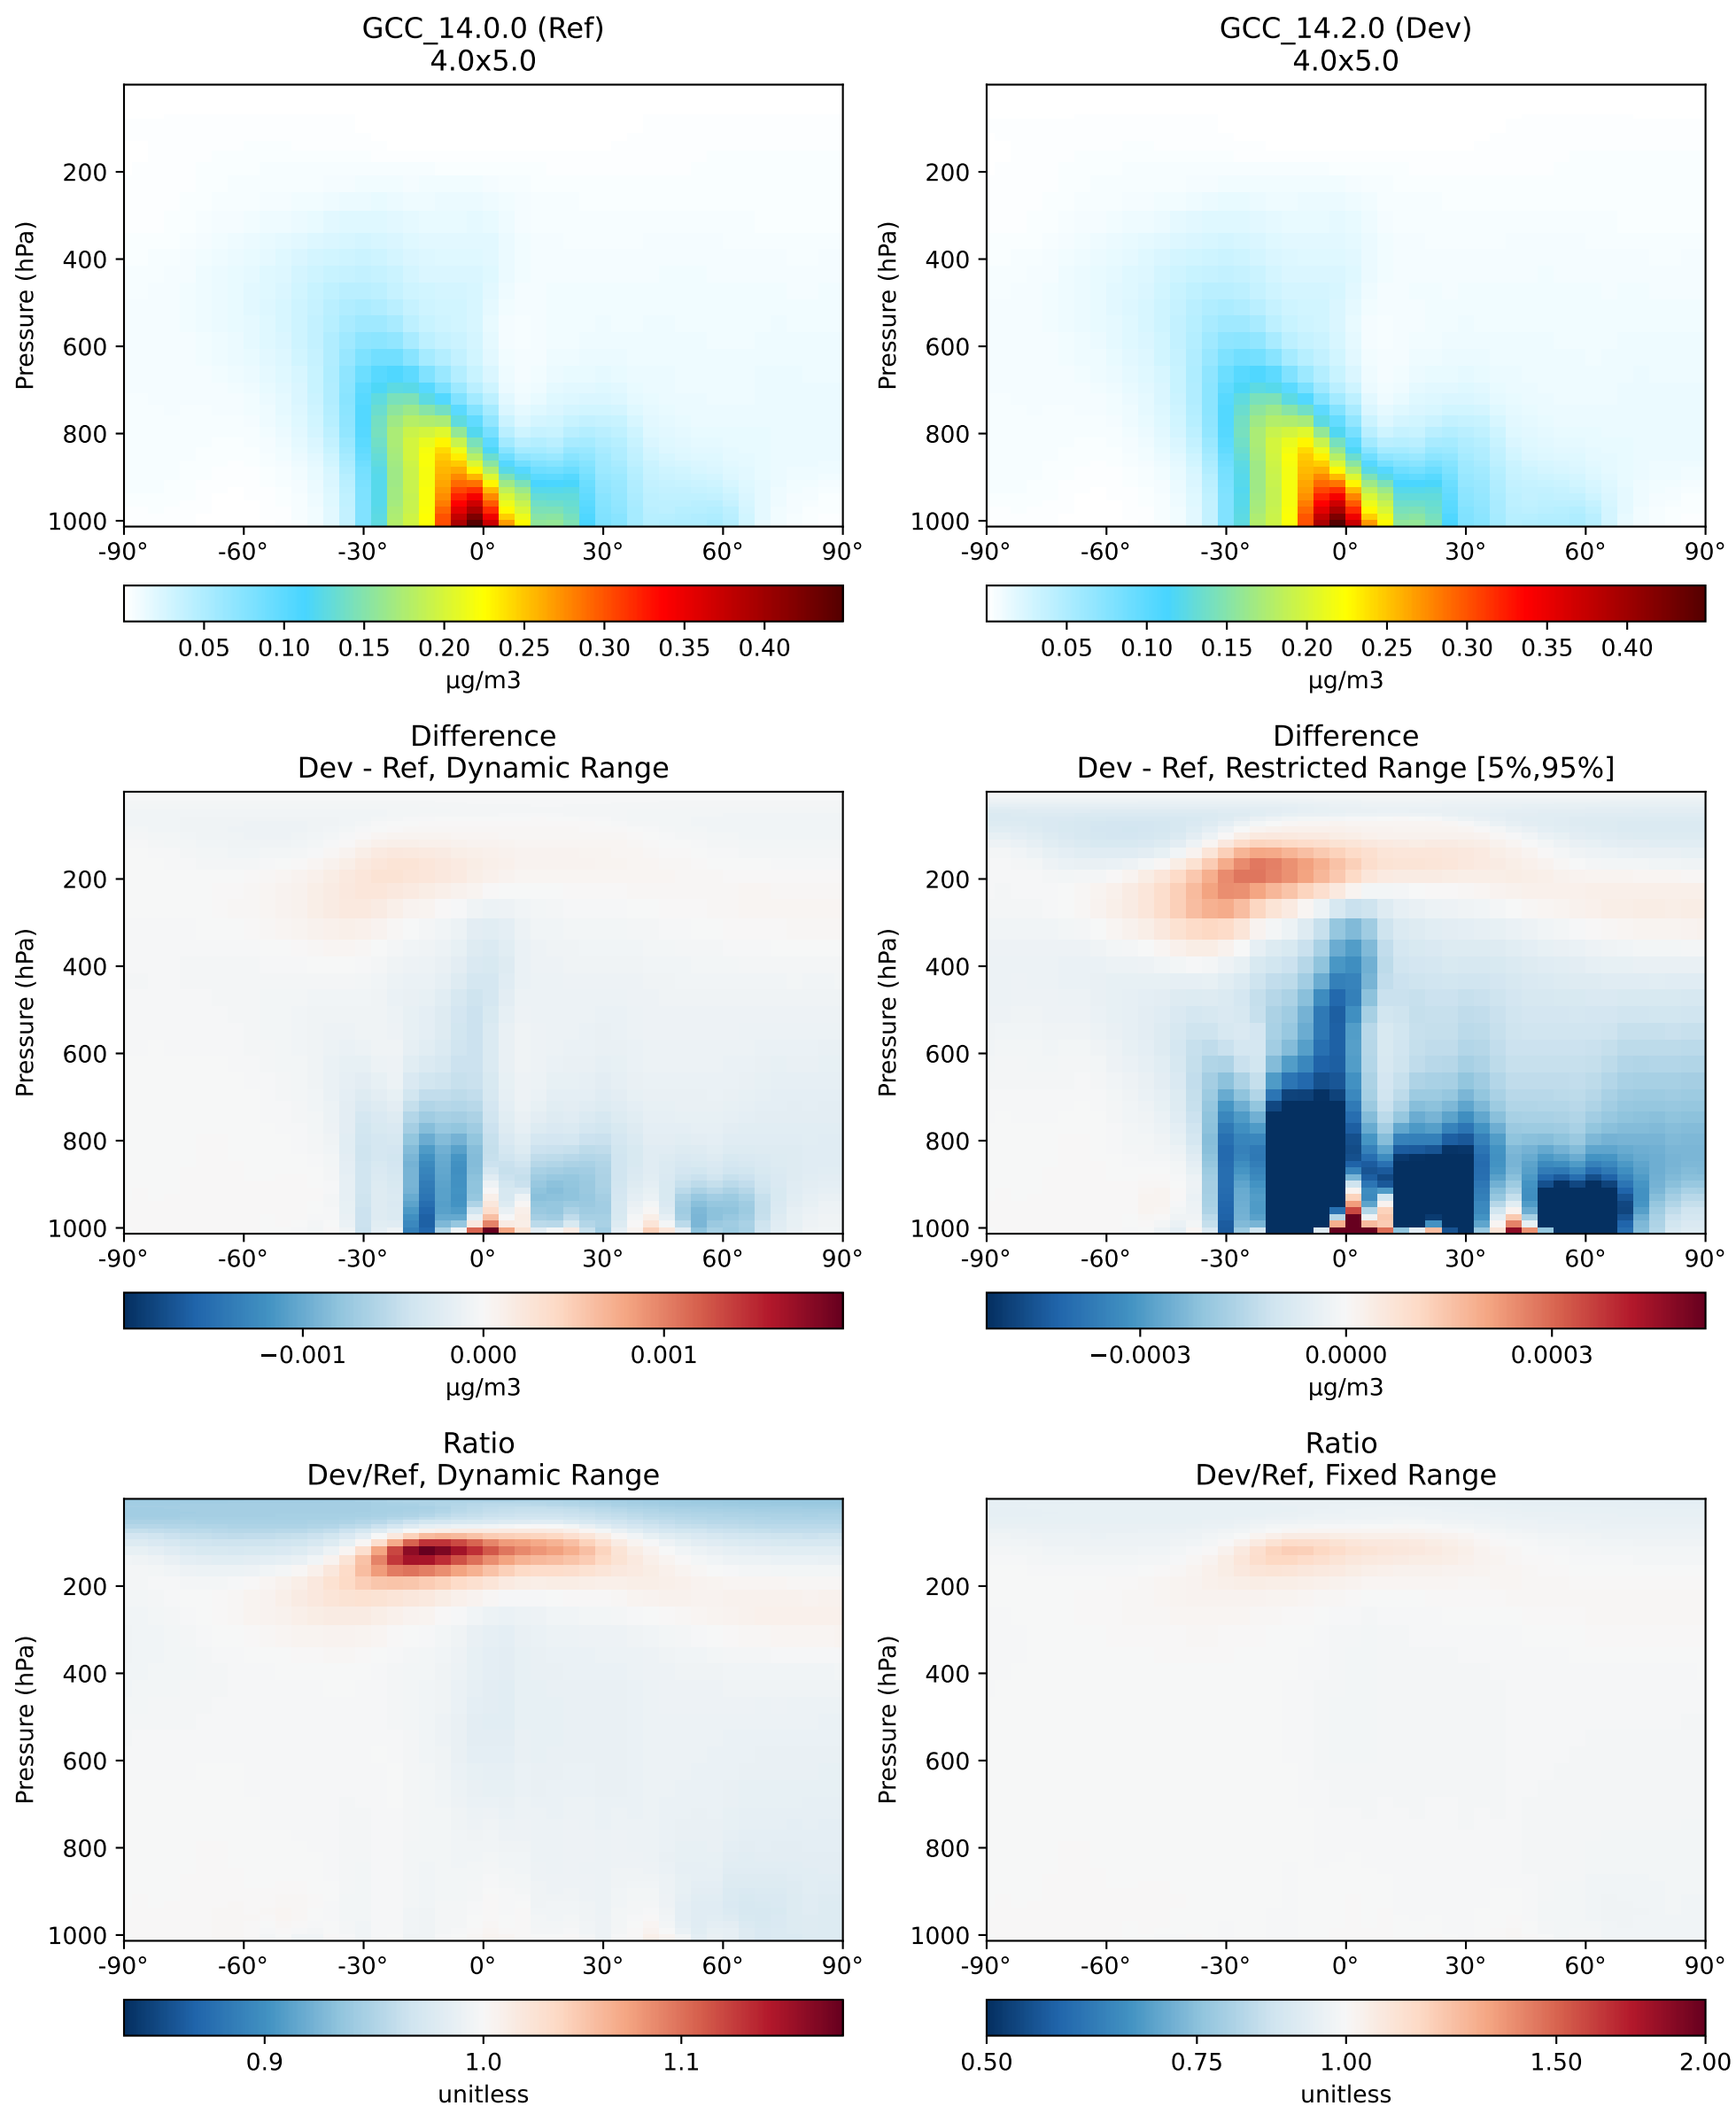 GCC_14.0.0 (Ref)
4.0x5.0
Pressure (hPa)
200
400
600
800
1000
-90° -60° -30° 0° 30° 60° 90°
0.05 0.10 0.15 0.20 0.25 0.30 0.35 0.40
µg/m3
GCC_14.2.0 (Dev)
4.0x5.0
Pressure (hPa)
200
400
600
800
1000
-90° -60° -30° 0° 30° 60° 90°
0.05 0.10 0.15 0.20 0.25 0.30 0.35 0.40
µg/m3
Difference
Dev - Ref, Dynamic Range
Pressure (hPa)
200
400
600
800
1000
-90° -60° -30° 0° 30° 60° 90°
−0.001 0.000 0.001
µg/m3
Difference
Dev - Ref, Restricted Range [5%,95%]
Pressure (hPa)
200
400
600
800
1000
-90° -60° -30° 0° 30° 60° 90°
−0.0003 0.0000 0.0003
µg/m3
Ratio
Dev/Ref, Dynamic Range
Pressure (hPa)
200
400
600
800
1000
-90° -60° -30° 0° 30° 60° 90°
0.9 1.0 1.1
unitless
Ratio
Dev/Ref, Fixed Range
Pressure (hPa)
200
400
600
800
1000
-90° -60° -30° 0° 30° 60° 90°
0.50 0.75 1.00 1.50 2.00
unitless